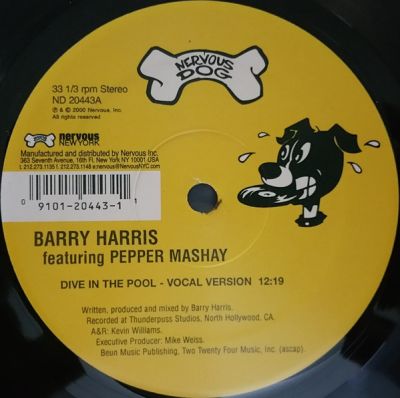 NERVOUS
DOG
33 1/3 rpm Stereo
ND 20443A
℗ & © 2000 Nervous, Inc.
All rights reserved
nervous
NEW YORK
Manufactured and distributed by Nervous Inc.
363 Seventh Avenue, 16th Fl, New York NY 10001 USA
t. 212.273.1135 f. 212.273.1148 e.nervous@NervousNYC.com
0 9101-20443-1 1
BARRY HARRIS
featuring PEPPER MASHAY
DIVE IN THE POOL - VOCAL VERSION 12:19
Written, produced and mixed by Barry Harris.
Recorded at Thunderpuss Studios, North Hollywood, CA.
A&R: Kevin Williams.
Executive Producer: Mike Weiss.
Beun Music Publishing, Two Twenty Four Music, Inc. (ascap).